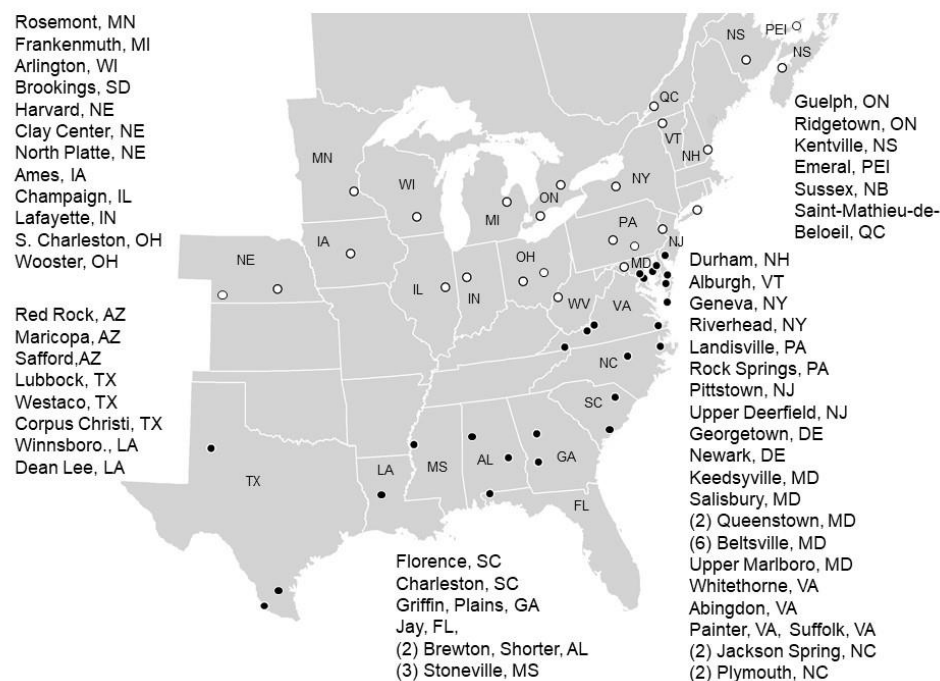 Rosemont, MN
Frankenmuth, MI
Arlington, WI
Brookings, SD
Harvard, NE
Clay Center, NE
North Platte, NE
Ames, IA
Champaign, IL
Lafayette, IN
S. Charleston, OH
Wooster, OH
Red Rock, AZ
Maricopa, AZ
Safford,AZ
Lubbock, TX
Westaco, TX
Corpus Christi, TX
Winnsboro., LA
Dean Lee, LA
NS
PEI
NS
QC
VT
NH
MN
WI
MI
ON
NY
PA
NJ
IA
NE
OH
MD
IL
IN
WV
VA
NC
SC
TX
LA
MS
AL
GA
FL
Guelph, ON
Ridgetown, ON
Kentville, NS
Emeral, PEI
Sussex, NB
Saint-Mathieu-de-
Beloeil, QC
Durham, NH
Alburgh, VT
Geneva, NY
Riverhead, NY
Landisville, PA
Rock Springs, PA
Pittstown, NJ
Upper Deerfield, NJ
Georgetown, DE
Newark, DE
Keedsyville, MD
Salisbury, MD
(2) Queenstown, MD
(6) Beltsville, MD
Upper Marlboro, MD
Whitethorne, VA
Abingdon, VA
Painter, VA, Suffolk, VA
(2) Jackson Spring, NC
(2) Plymouth, NC
Florence, SC
Charleston, SC
Griffin, Plains, GA
Jay, FL,
(2) Brewton, Shorter, AL
(3) Stoneville, MS